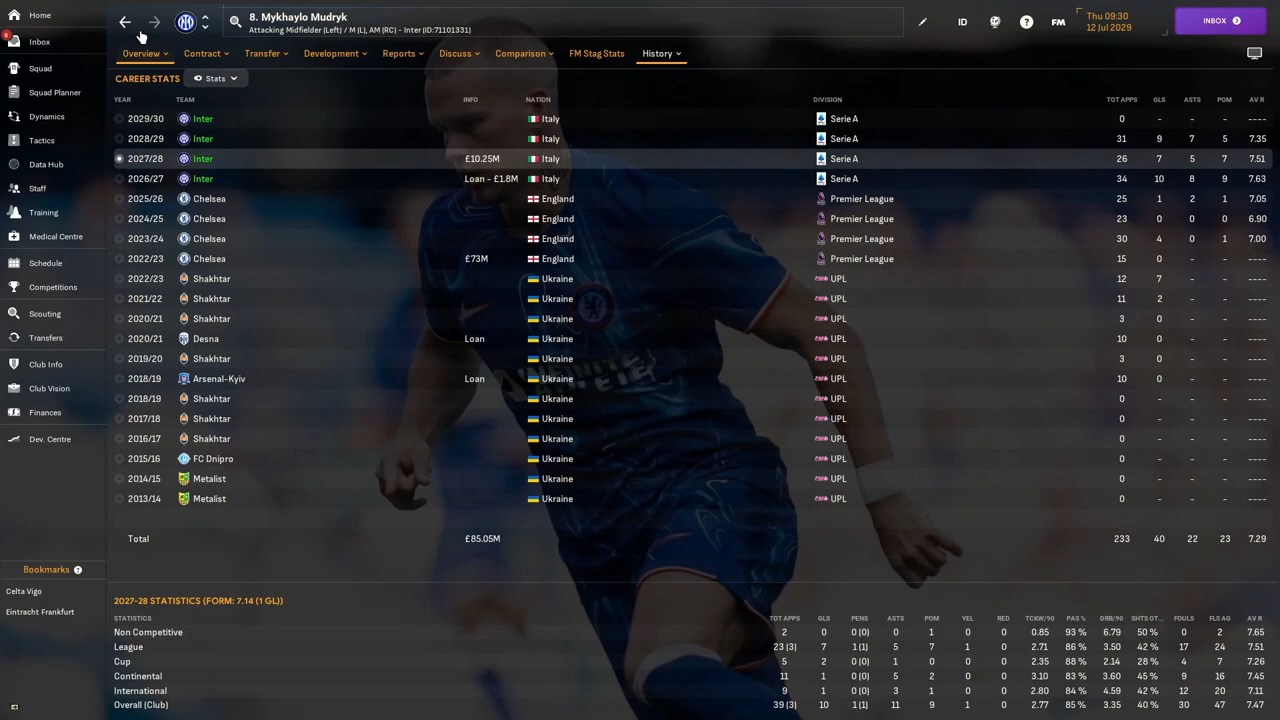 Home
6
Inbox
Squad
Squad Planner
Dynamics
Tactics
Data Hub
Staff
Training
Medical Centre
Schedule
Competitions
Scouting
Transfers
Club Info
Club Vision
Finances
Dev. Centre
Bookmarks ?
Celta Vigo
Eintracht Frankfurt
8. Mykhaylo Mudryk
Attacking Midfielder (Left) / M (L), AM (RC) - Inter (ID:71101331)
ID ? FM
Thu 09:30
12 Jul 2029
INBOX
Overview Contract Transfer Development Reports Discuss Comparison FM Stag Stats History
CAREER STATS Stats
YEAR TEAM INFO NATION DIVISION TOT APPS GLS ASTS POM AV R
2029/30 Inter Italy Serie A 0 - - - ----
2028/29 Inter Italy Serie A 31 9 7 5 7.35
2027/28 Inter £10.25M Italy Serie A 26 7 5 7 7.51
2026/27 Inter Loan - £1.8M Italy Serie A 34 10 8 9 7.63
2025/26 Chelsea England Premier League 25 1 2 1 7.05
2024/25 Chelsea England Premier League 23 0 0 0 6.90
2023/24 Chelsea England Premier League 30 4 0 1 7.00
2022/23 Chelsea £73M England Premier League 15 0 - - ----
2022/23 Shakhtar Ukraine UPL 12 7 - - ----
2021/22 Shakhtar Ukraine UPL 11 2 - - ----
2020/21 Shakhtar Ukraine UPL 3 0 - - ----
2020/21 Desna Loan Ukraine UPL 10 0 - - ----
2019/20 Shakhtar Ukraine UPL 3 0 - - ----
2018/19 Arsenal-Kyiv Loan Ukraine UPL 10 0 - - ----
2018/19 Shakhtar Ukraine UPL 0 - - - ----
2017/18 Shakhtar Ukraine UPL 0 - - - ----
2016/17 Shakhtar Ukraine UPL 0 - - - ----
2015/16 FC Dnipro Ukraine UPL 0 - - - ----
2014/15 Metalist Ukraine UPL 0 - - - ----
2013/14 Metalist Ukraine UPL 0 - - - ----
Total £85.05M 233 40 22 23 7.29
2027-28 STATISTICS (FORM: 7.14 (1 GL))
STATISTICS TOT APPS GLS PENS ASTS POM YEL RED TCKW/90 PAS % DRB/90 SHTS OT... FOULS FLS AG AV R
Non Competitive 2 0 0 (0) 0 1 0 0 0.85 93 % 6.79 50 % 0 2 7.65
League 23 (3) 7 1 (1) 5 7 1 0 2.71 86 % 3.50 42 % 17 24 7.51
Cup 5 2 0 (0) 1 0 0 0 2.35 88 % 2.14 28 % 4 7 7.26
Continental 11 1 0 (0) 5 2 0 0 3.10 83 % 3.60 45 % 9 16 7.45
International 9 1 0 (0) 3 1 0 0 2.80 84 % 4.59 42 % 12 20 7.11
Overall (Club) 39 (3) 10 1 (1) 11 9 1 0 2.77 85 % 3.35 40 % 30 47 7.47